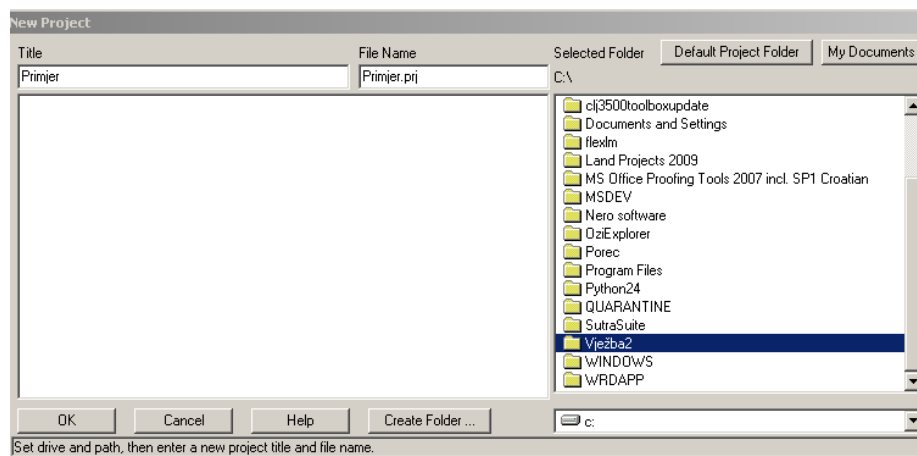 New Project
Title
File Name
Selected Folder
Default Project Folder
My Documents
Primjer
Primjer.prj
C:\
clj3500toolboxupdate
Documents and Settings
flexlm
Land Projects 2009
MS Office Proofing Tools 2007 incl. SP1 Croatian
MSDEV
Nero software
OziExplorer
Porec
Program Files
Python24
QUARANTINE
SutraSuite
Vježba2
WINDOWS
WRDAPP
OK
Cancel
Help
Create Folder ...
c:
Set drive and path, then enter a new project title and file name.